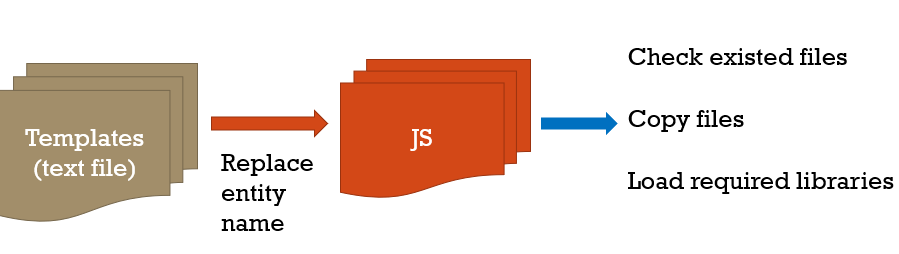 Templates
(text file)
Replace
entity
name
JS
Check existed files
Copy files
Load required libraries